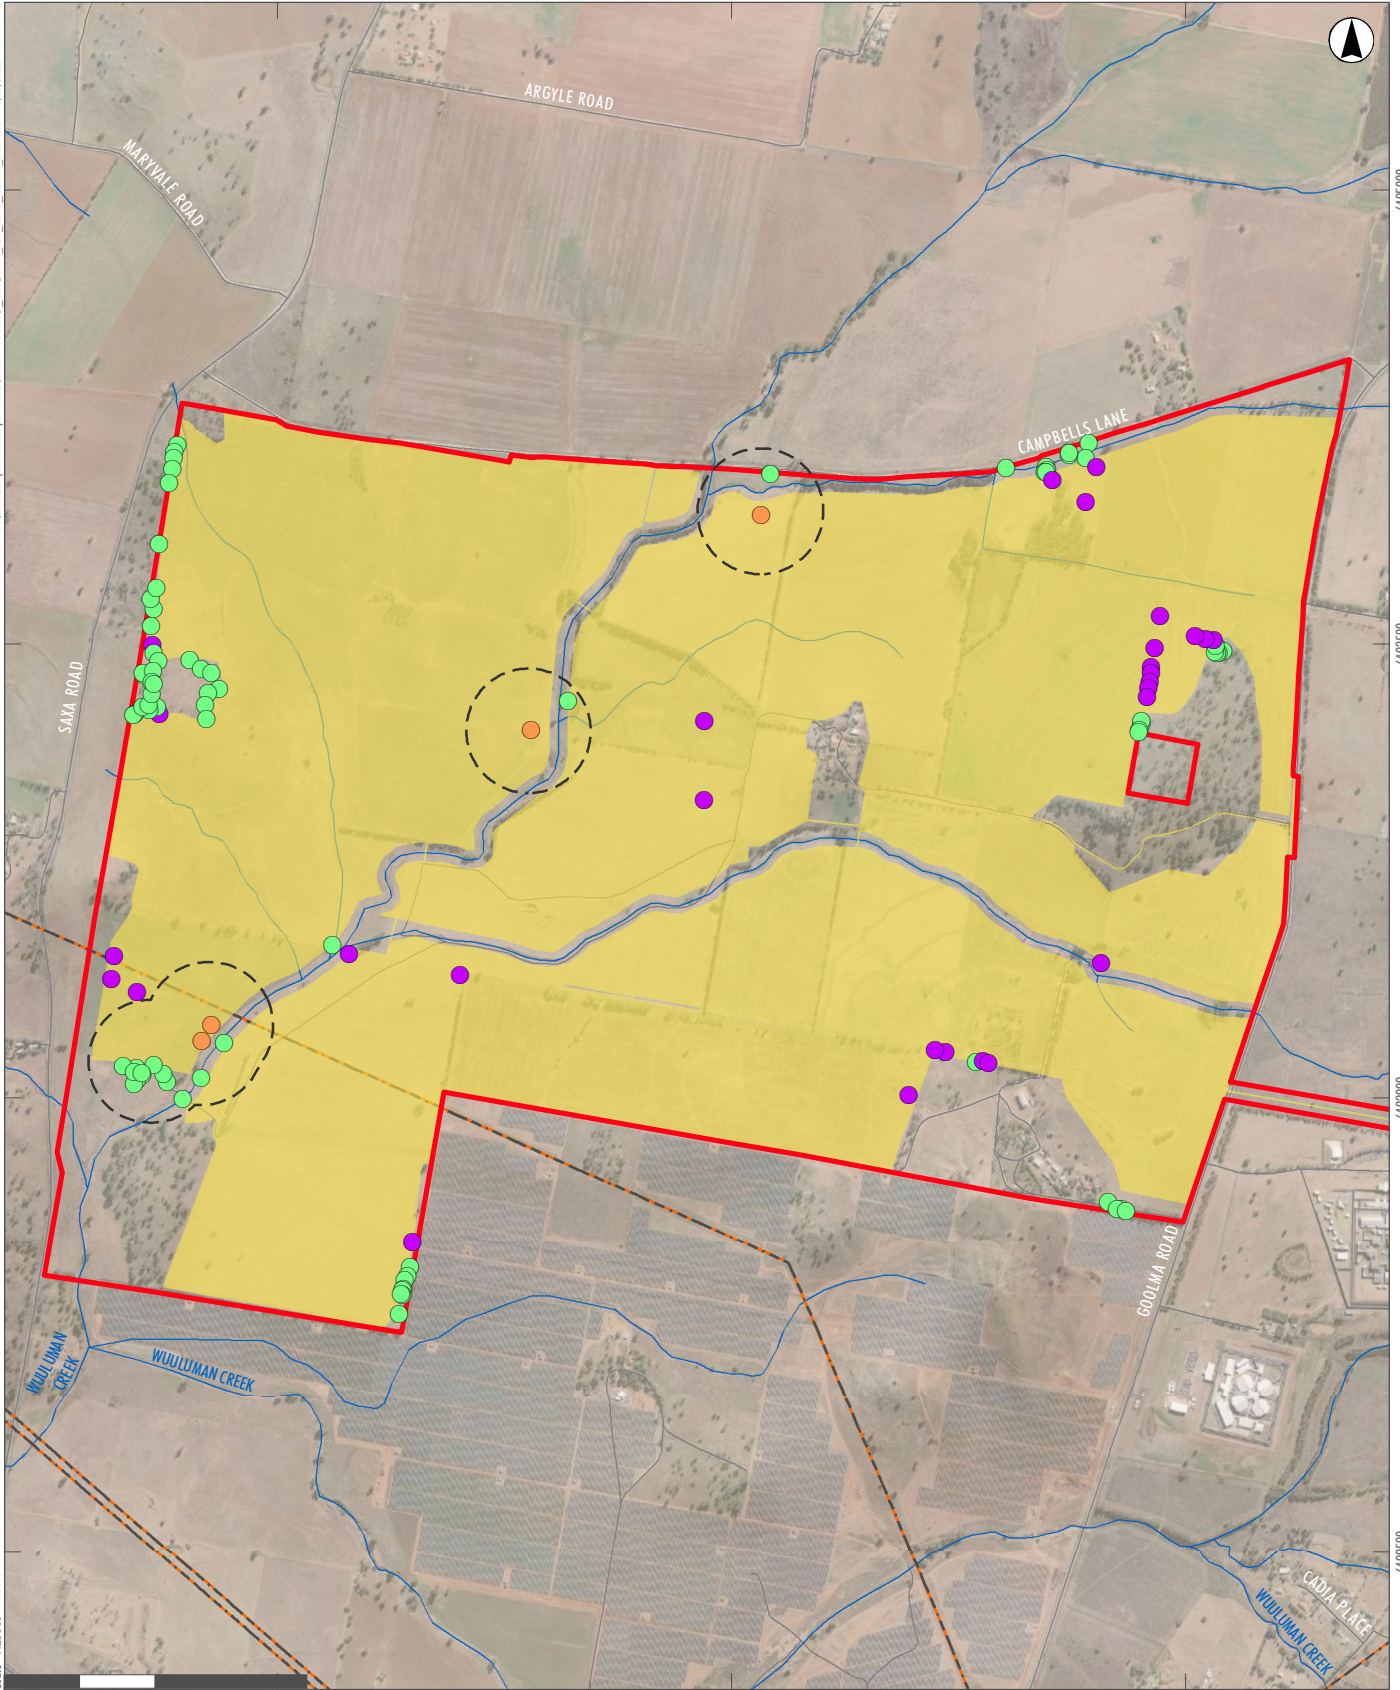 ARGYLE ROAD
MARYVALE ROAD
CAMPBELLS LANE
SAXA ROAD
GOOLMA ROAD
WUULUMAN
CREEK
WUULUMAN CREEK
CADIA PLACE
WUULUMAN CREEK